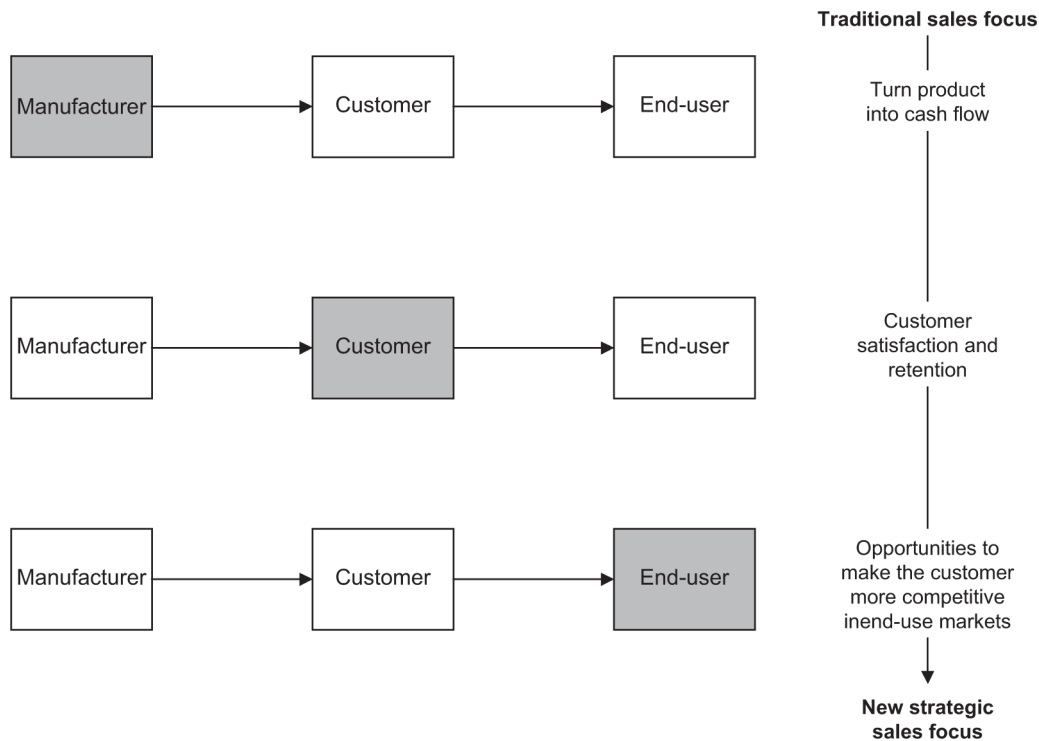 Traditional sales focus
Manufacturer
Customer
End-user
Turn product
into cash flow
Manufacturer
Customer
End-user
Customer
satisfaction and
retention
Manufacturer
Customer
End-user
Opportunities to
make the customer
more competitive
inend-use markets
New strategic
sales focus